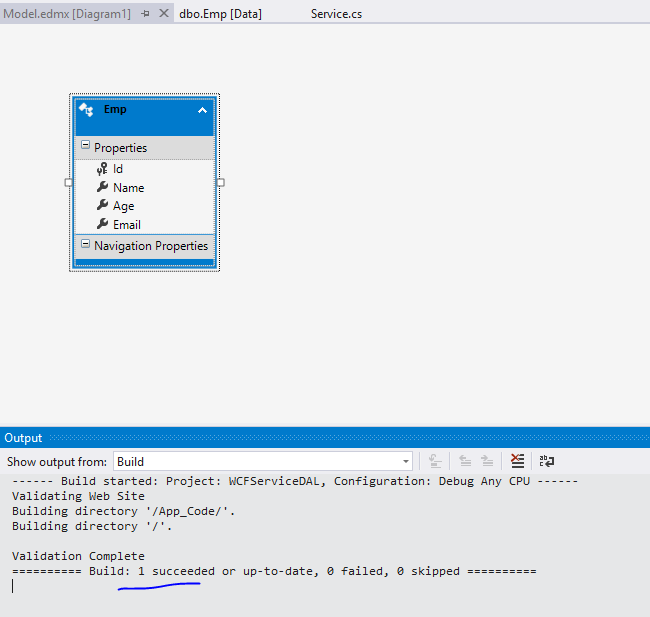 Model.edmx [Diagram1] dbo.Emp [Data] Service.cs
Emp
Properties
Id
Name
Age
Email
Navigation Properties
Output
Show output from: Build
------ Build started: Project: WCFServiceDAL, Configuration: Debug Any CPU ------
Validating Web Site
Building directory '/App_Code/'.
Building directory '/'.
Validation Complete
========== Build: 1 succeeded or up-to-date, 0 failed, 0 skipped ==========